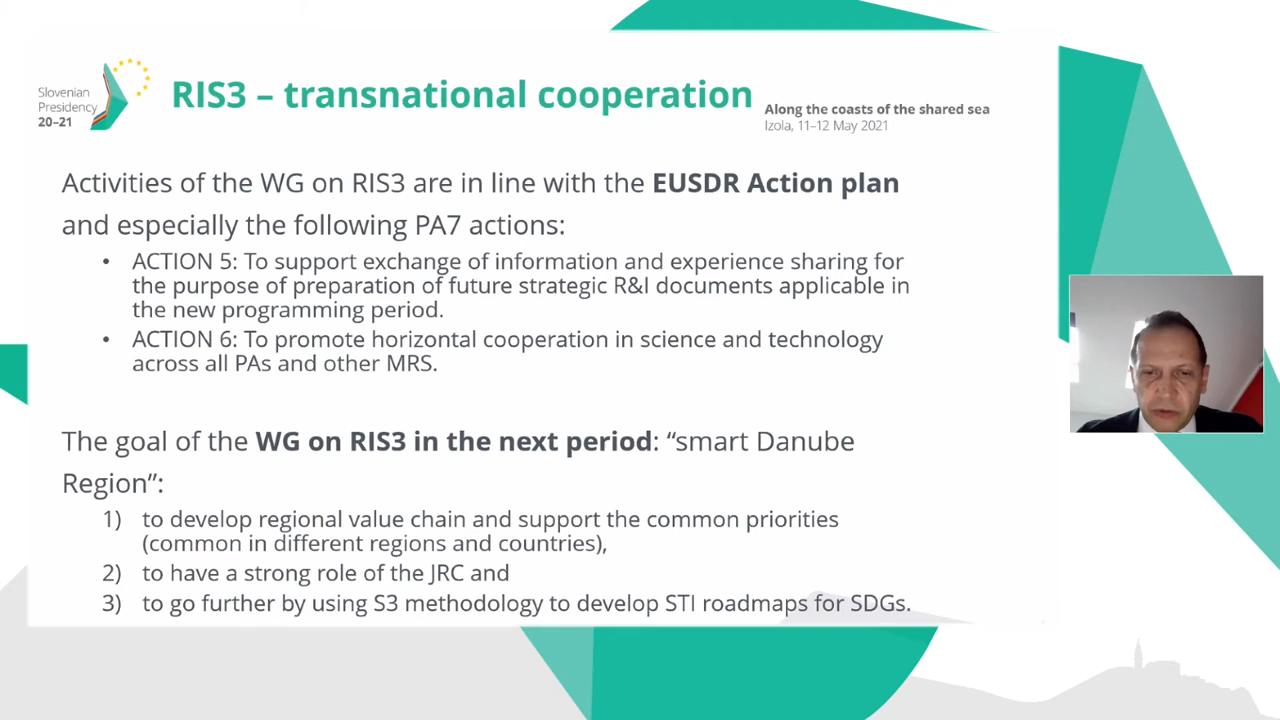 Slovenian
Presidency
20–21
RIS3 – transnational cooperation
Along the coasts of the shared sea
Izola, 11–12 May 2021
Activities of the WG on RIS3 are in line with the EUSDR Action plan
and especially the following PA7 actions:
• ACTION 5: To support exchange of information and experience sharing for
the purpose of preparation of future strategic R&I documents applicable in
the new programming period.
• ACTION 6: To promote horizontal cooperation in science and technology
across all PAs and other MRS.
The goal of the WG on RIS3 in the next period: “smart Danube
Region”:
1) to develop regional value chain and support the common priorities
(common in different regions and countries),
2) to have a strong role of the JRC and
3) to go further by using S3 methodology to develop STI roadmaps for SDGs.